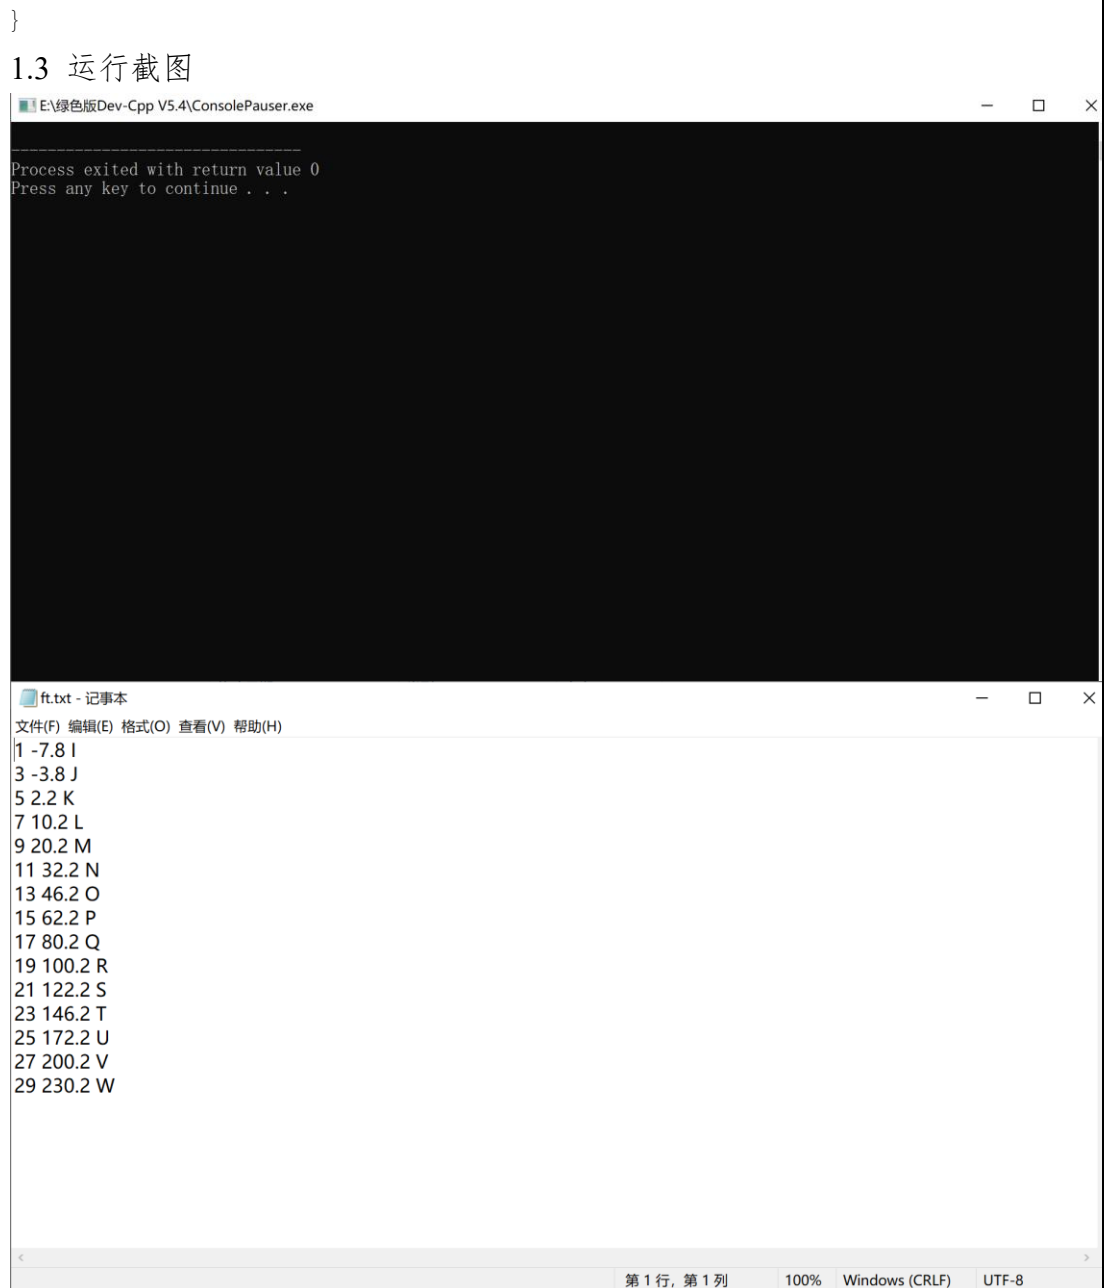 }
1.3 运行截图
E:\绿色版Dev-Cpp V5.4\ConsolePauser.exe
--------------------------------
Process exited with return value 0
Press any key to continue . . .
ft.txt - 记事本
文件(F) 编辑(E) 格式(O) 查看(V) 帮助(H)
1 -7.8 I
3 -3.8 J
5 2.2 K
7 10.2 L
9 20.2 M
11 32.2 N
13 46.2 O
15 62.2 P
17 80.2 Q
19 100.2 R
21 122.2 S
23 146.2 T
25 172.2 U
27 200.2 V
29 230.2 W
第 1 行，第 1 列 100% Windows (CRLF) UTF-8